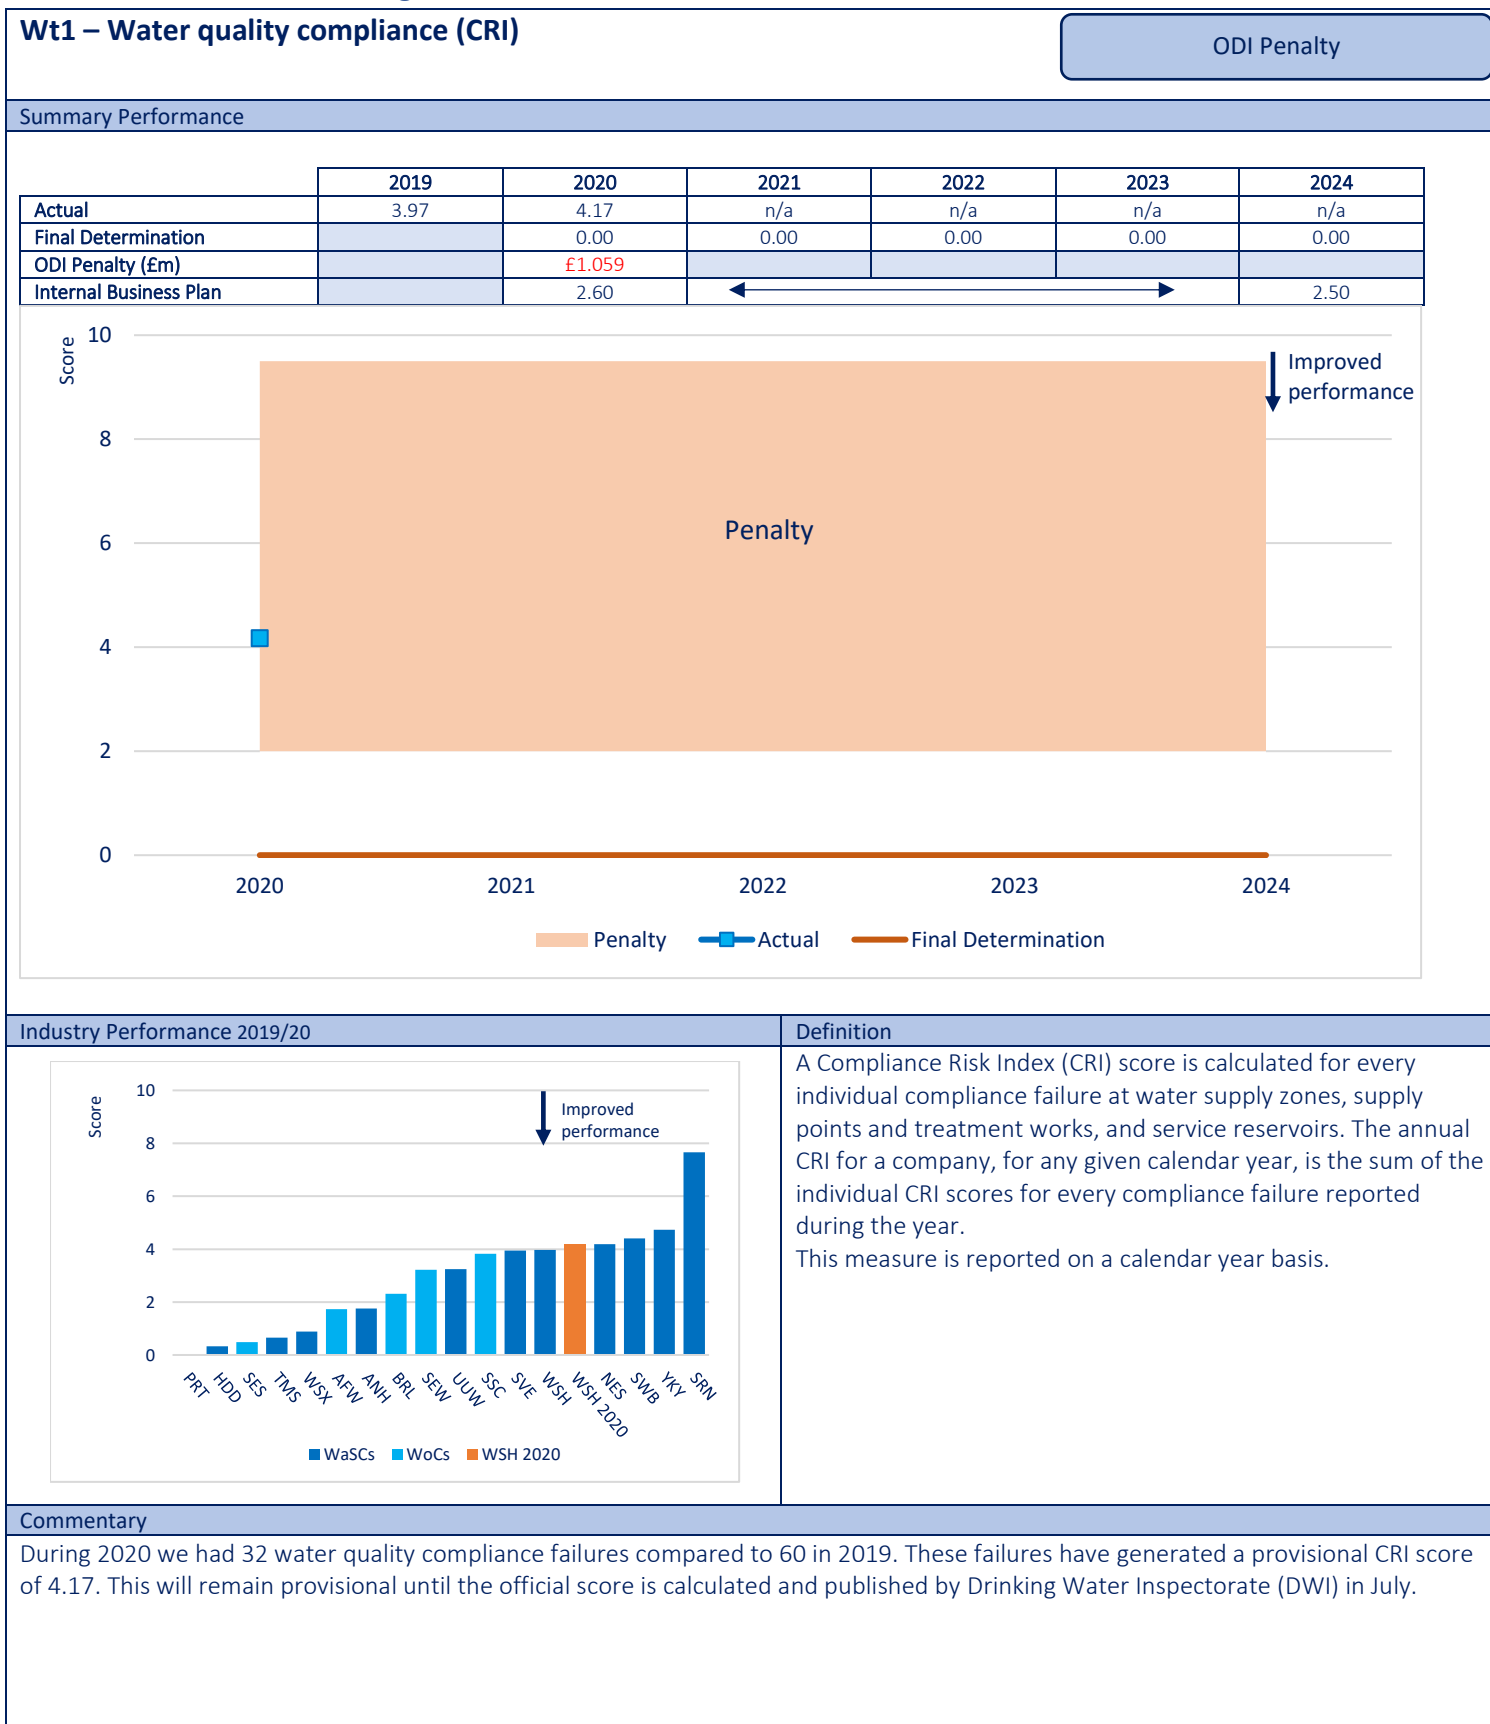 Wt1 – Water quality compliance (CRI)
ODI Penalty
Summary Performance
2019 2020 2021 2022 2023 2024
Actual 3.97 4.17 n/a n/a n/a n/a
Final Determination 0.00 0.00 0.00 0.00 0.00
ODI Penalty (£m) £1.059
Internal Business Plan 2.60 2.50
Score
10
8
6
4
2
0
Improved
performance
Penalty
2020 2021 2022 2023 2024
Penalty Actual Final Determination
Industry Performance 2019/20
Score
10
8
6
4
2
0
Improved
performance
PRT HDD SES TMS WSX AFW ANH BRL SEW UUW SSC SVE WSH WSH 2020 NES SWB YKY SRN
WaSCs WoCs WSH 2020
Definition
A Compliance Risk Index (CRI) score is calculated for every
individual compliance failure at water supply zones, supply
points and treatment works, and service reservoirs. The annual
CRI for a company, for any given calendar year, is the sum of the
individual CRI scores for every compliance failure reported
during the year.
This measure is reported on a calendar year basis.
Commentary
During 2020 we had 32 water quality compliance failures compared to 60 in 2019. These failures have generated a provisional CRI score
of 4.17. This will remain provisional until the official score is calculated and published by Drinking Water Inspectorate (DWI) in July.